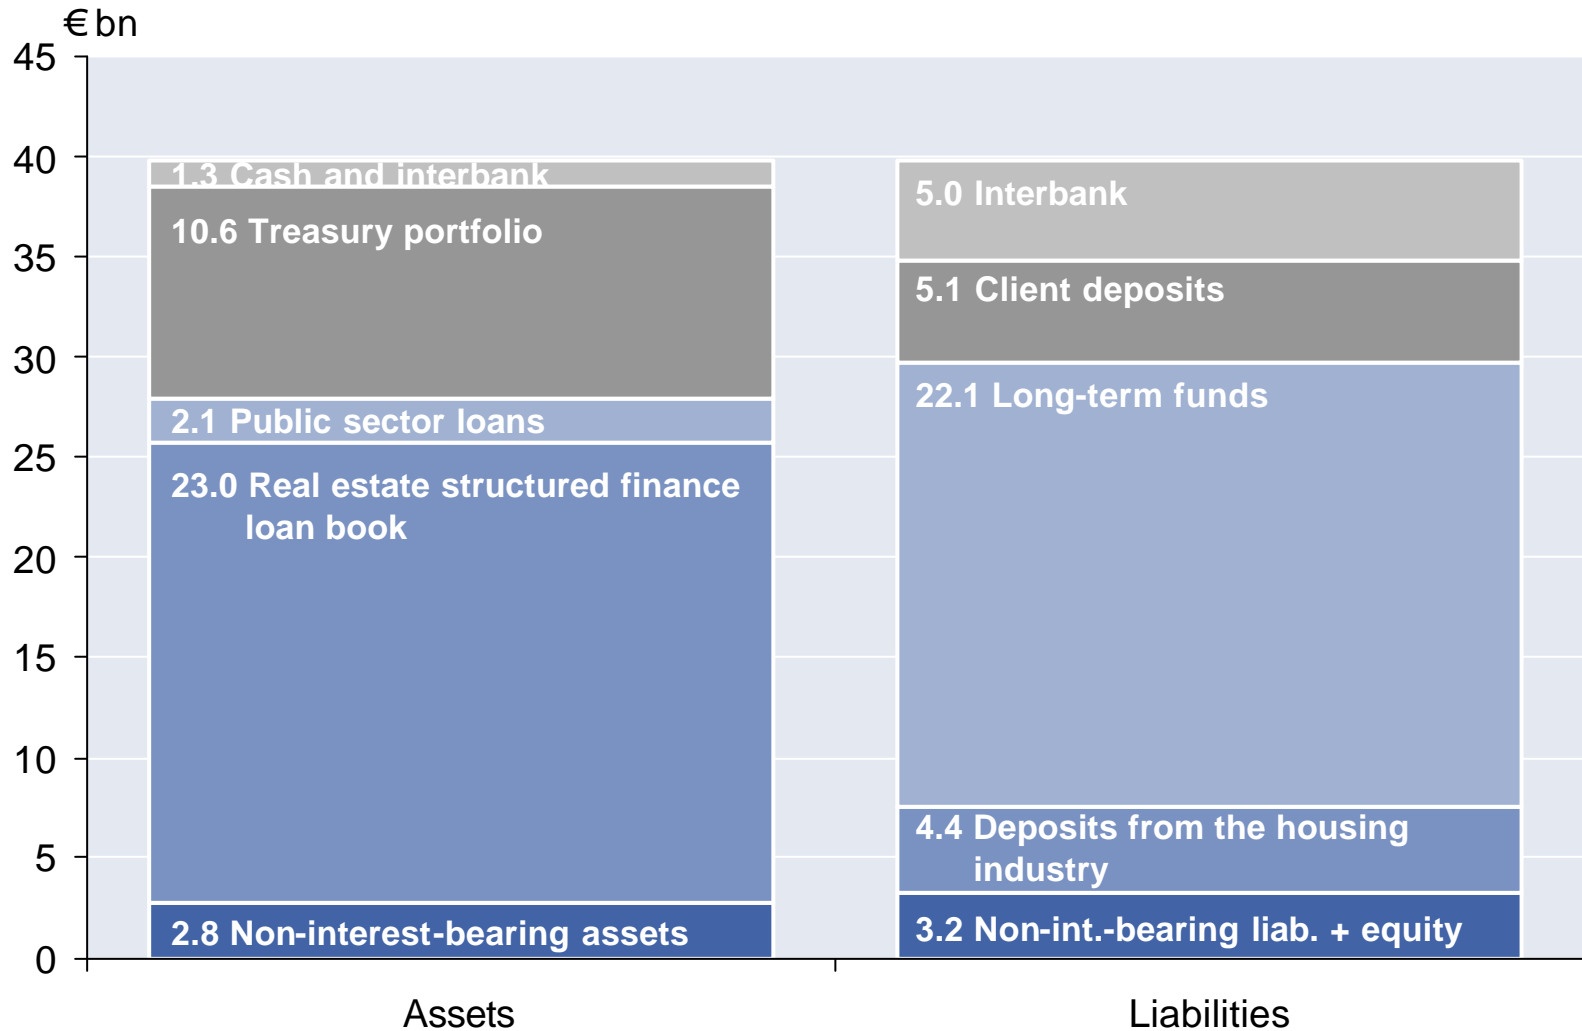 €bn
45
40
35
30
25
20
15
10
5
0
1.3 Cash and interbank
10.6 Treasury portfolio
2.1 Public sector loans
23.0 Real estate structured finance
loan book
2.8 Non-interest-bearing assets
5.0 Interbank
5.1 Client deposits
22.1 Long-term funds
4.4 Deposits from the housing
industry
3.2 Non-int.-bearing liab. + equity
Assets
Liabilities